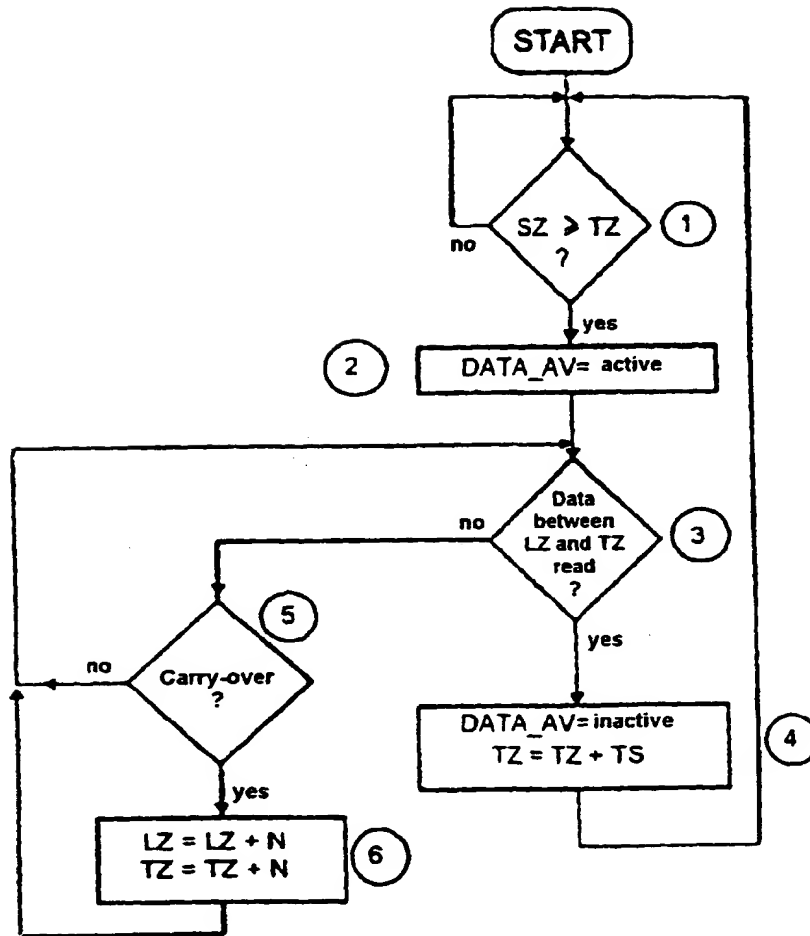 START
SZ ⩾ TZ
?
1
no
yes
2
DATA_AV= active
Data
between
LZ and TZ
read
?
3
no
yes
5
Carry-over
?
no
yes
DATA_AV=inactive
TZ = TZ + TS
4
LZ = LZ + N
TZ = TZ + N
6